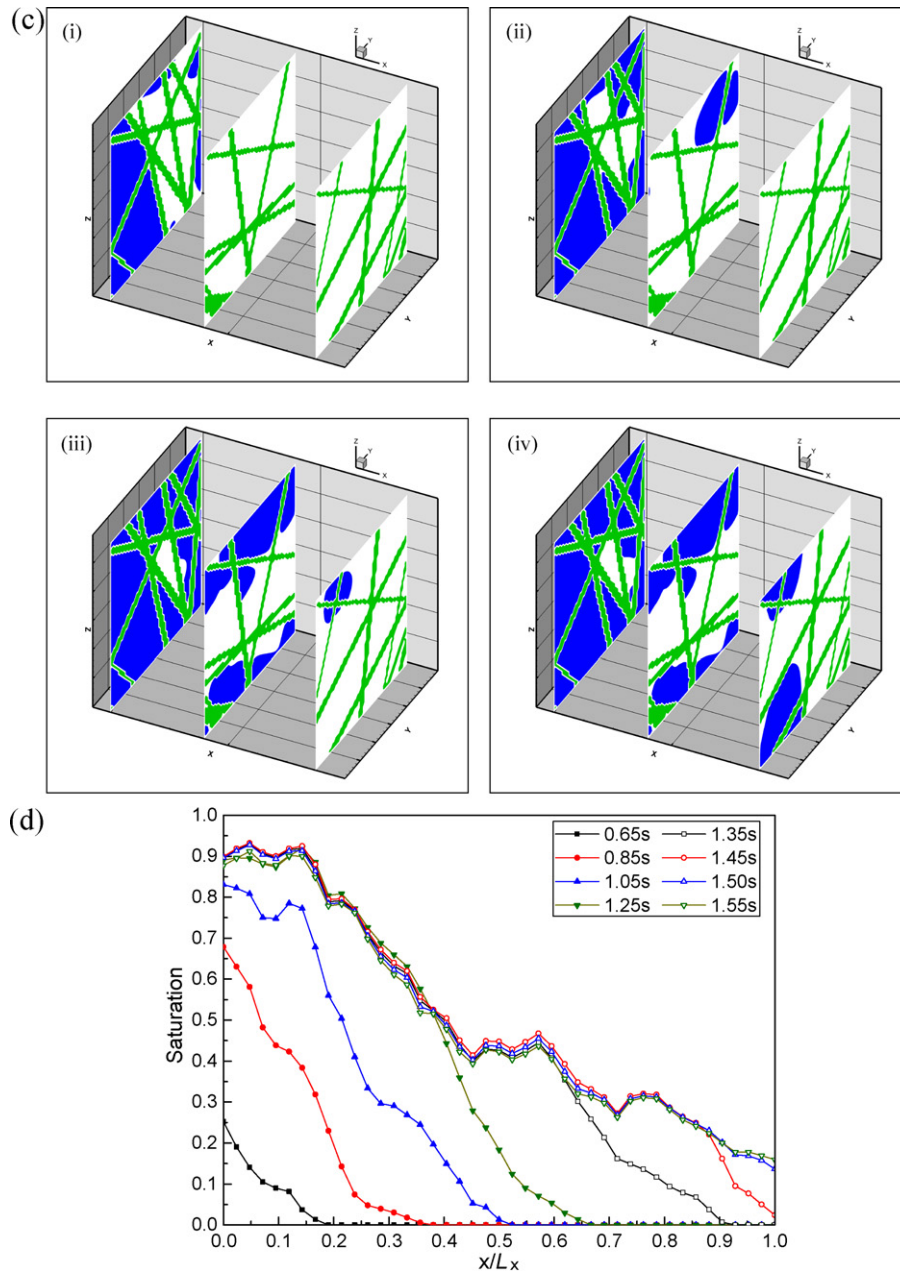 (c)
(i)
(ii)
Z
Y
X
Z
Y
X
Z
X
Y
Z
X
Y
(iii)
(iv)
Z
Y
X
Z
Y
X
Z
X
Y
Z
X
Y
(d)
1.0
0.9
0.8
0.7
0.6
0.5
0.4
0.3
0.2
0.1
0.0
Saturation
0.65s 1.35s
0.85s 1.45s
1.05s 1.50s
1.25s 1.55s
0.0 0.1 0.2 0.3 0.4 0.5 0.6 0.7 0.8 0.9 1.0
x/Lx